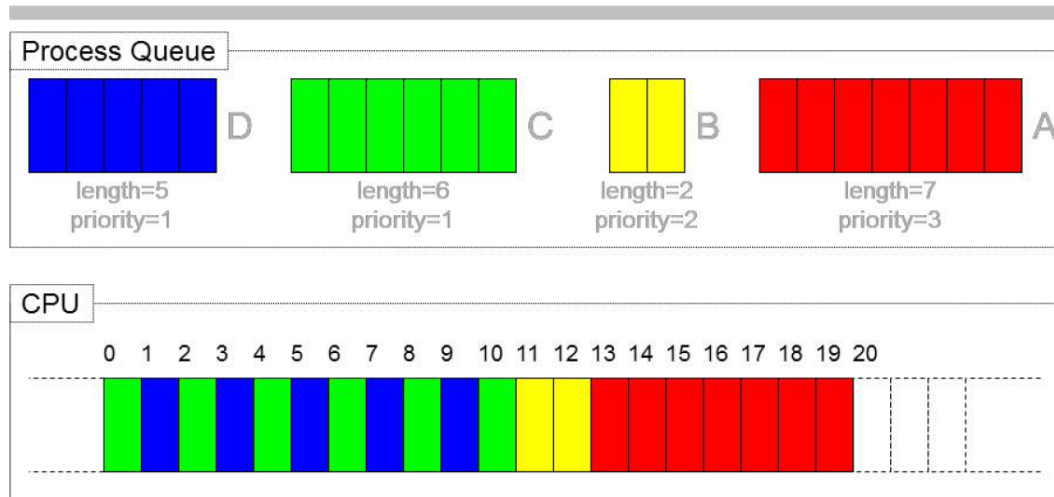 Process Queue
D
C
B
A
length=5
length=6
length=2
length=7
priority=1
priority=1
priority=2
priority=3
CPU
0 1 2 3 4 5 6 7 8 9 10 11 12 13 14 15 16 17 18 19 20